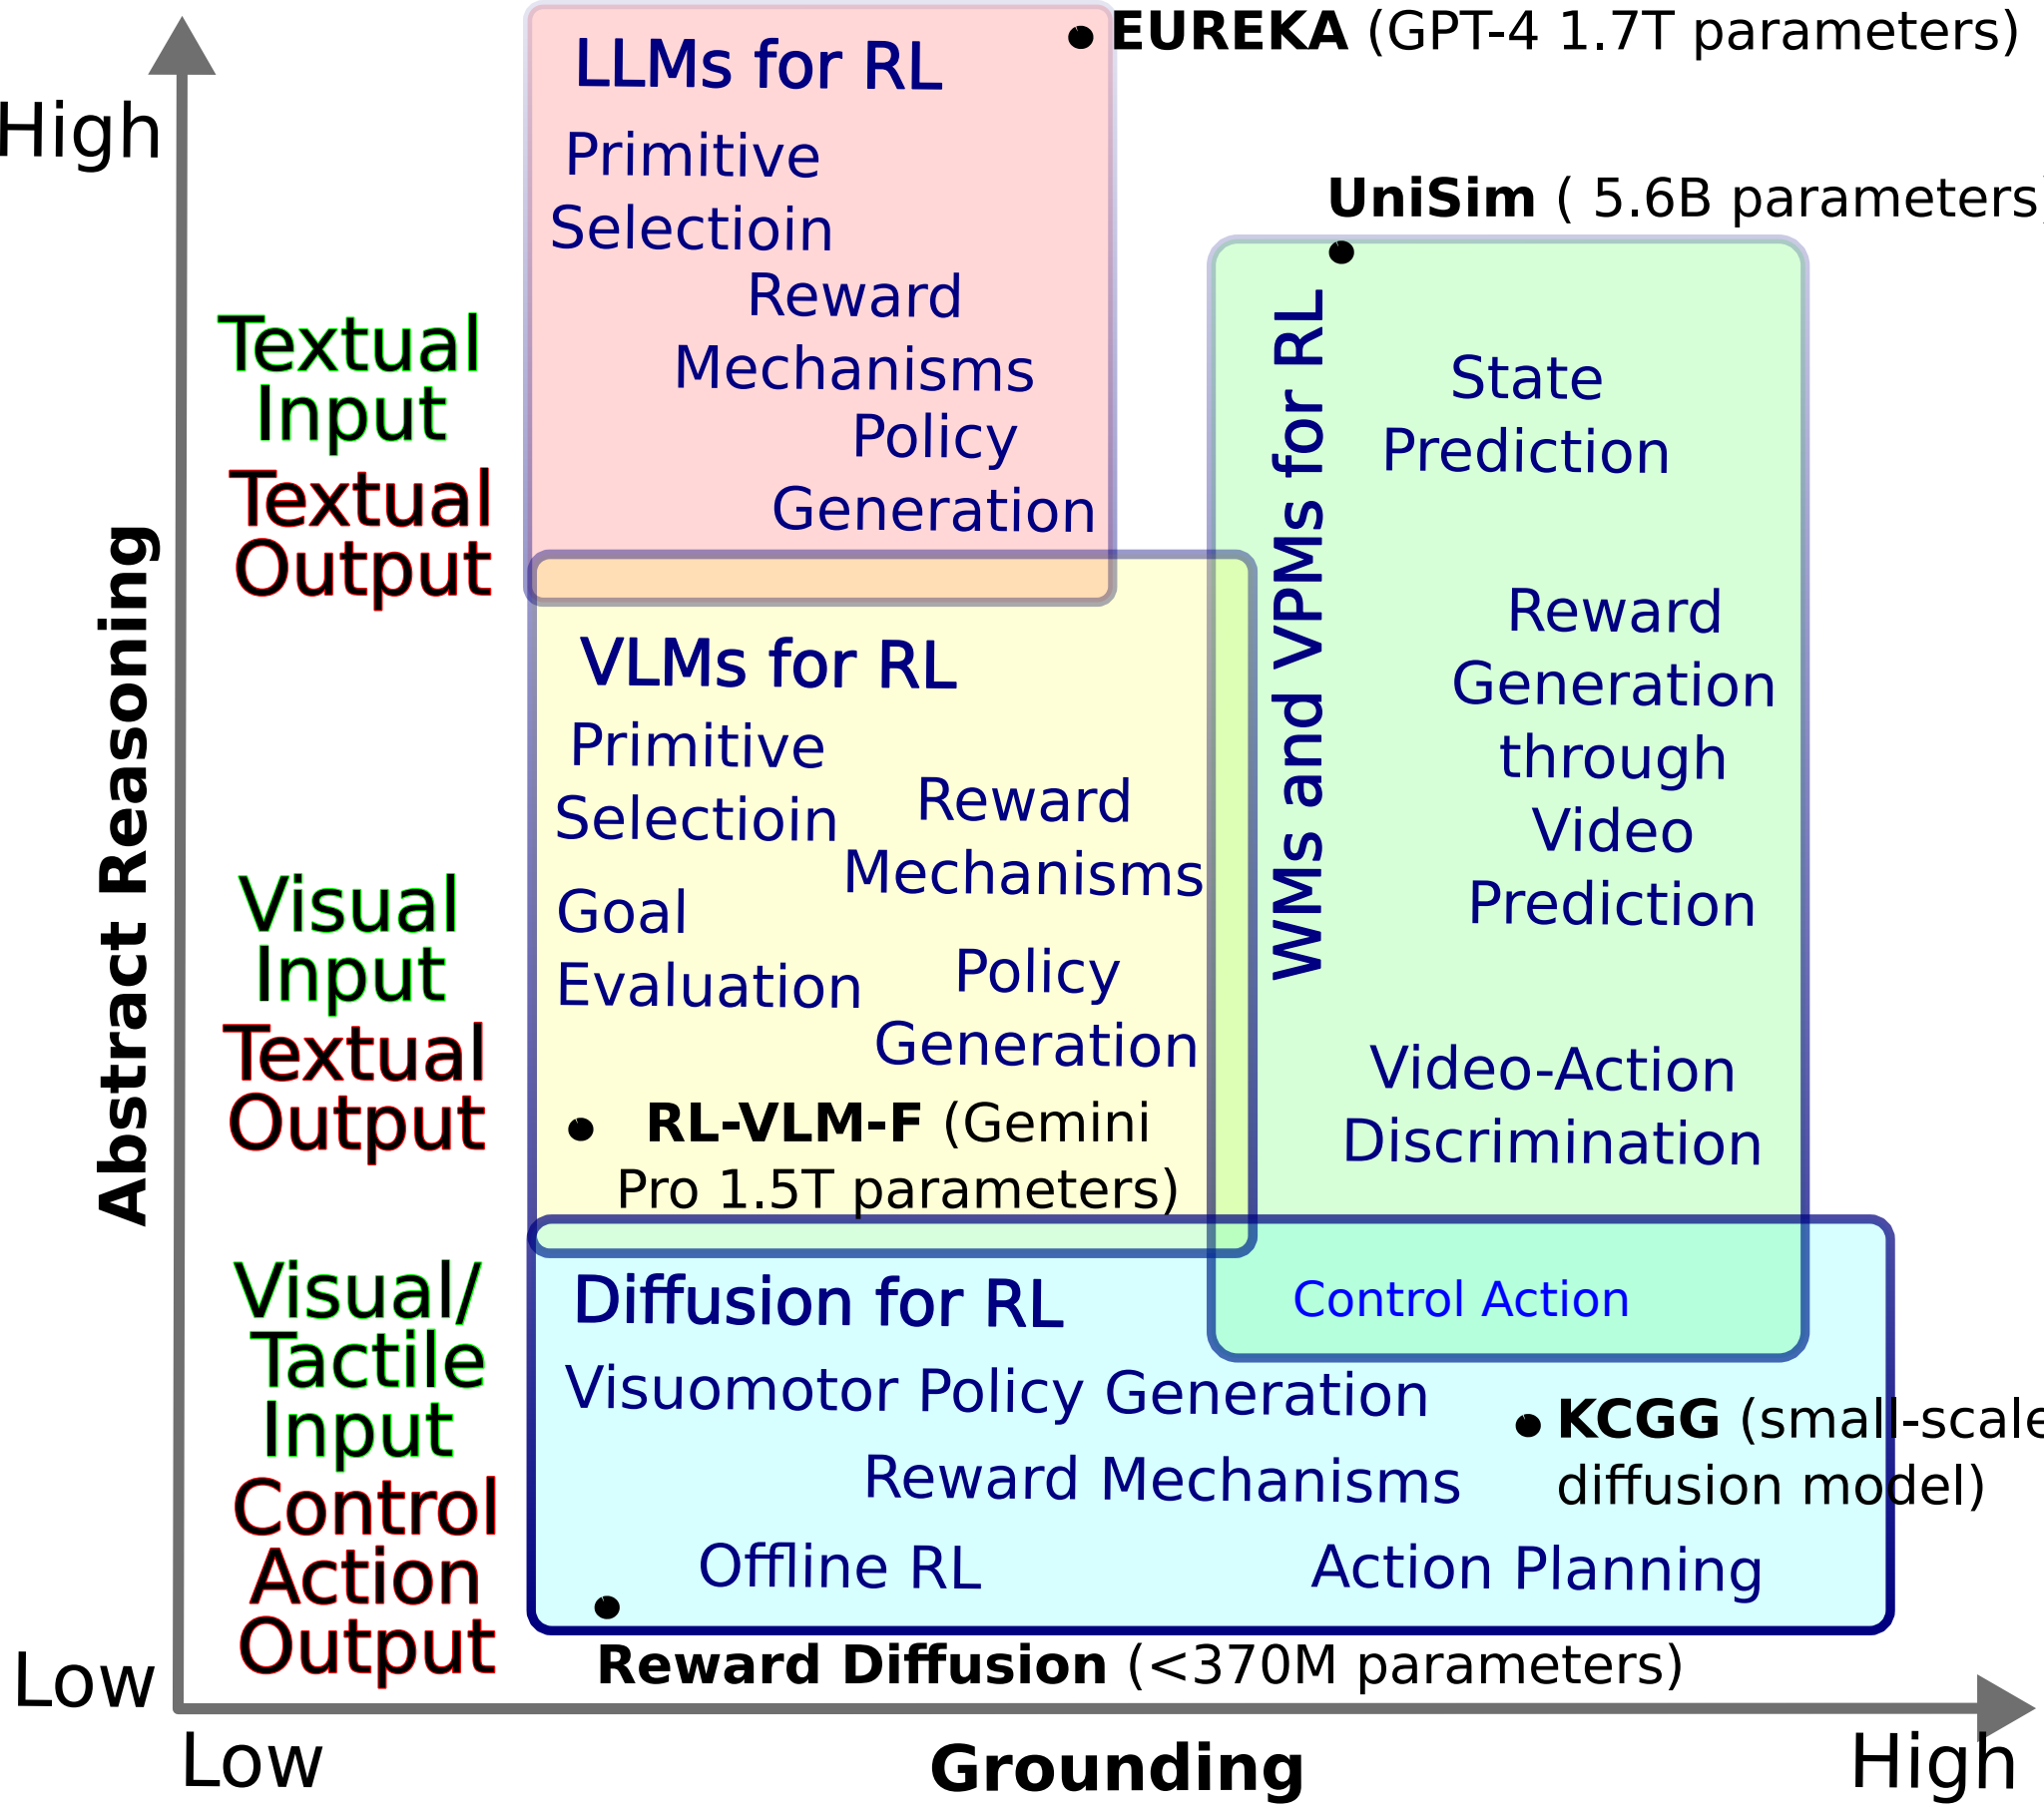 High
Abstract Reasoning
Low
Low
Grounding
High
Textual
Input
Textual
Output
Visual
Input
Textual
Output
Visual/
Tactile
Input
Control
Action
Output
LLMs for RL
Primitive
Selectioin
Reward
Mechanisms
Policy
Generation
EUREKA (GPT-4 1.7T parameters)
UniSim ( 5.6B parameters)
WMs and VPMs for RL
State
Prediction
Reward
Generation
through
Video
Prediction
Video-Action
Discrimination
VLMs for RL
Primitive
Selectioin
Reward
Mechanisms
Goal
Evaluation
Policy
Generation
RL-VLM-F (Gemini
Pro 1.5T parameters)
Control Action
Diffusion for RL
Visuomotor Policy Generation
Reward Mechanisms
Offline RL
Action Planning
KCGG (small-scale
diffusion model)
Reward Diffusion (<370M parameters)